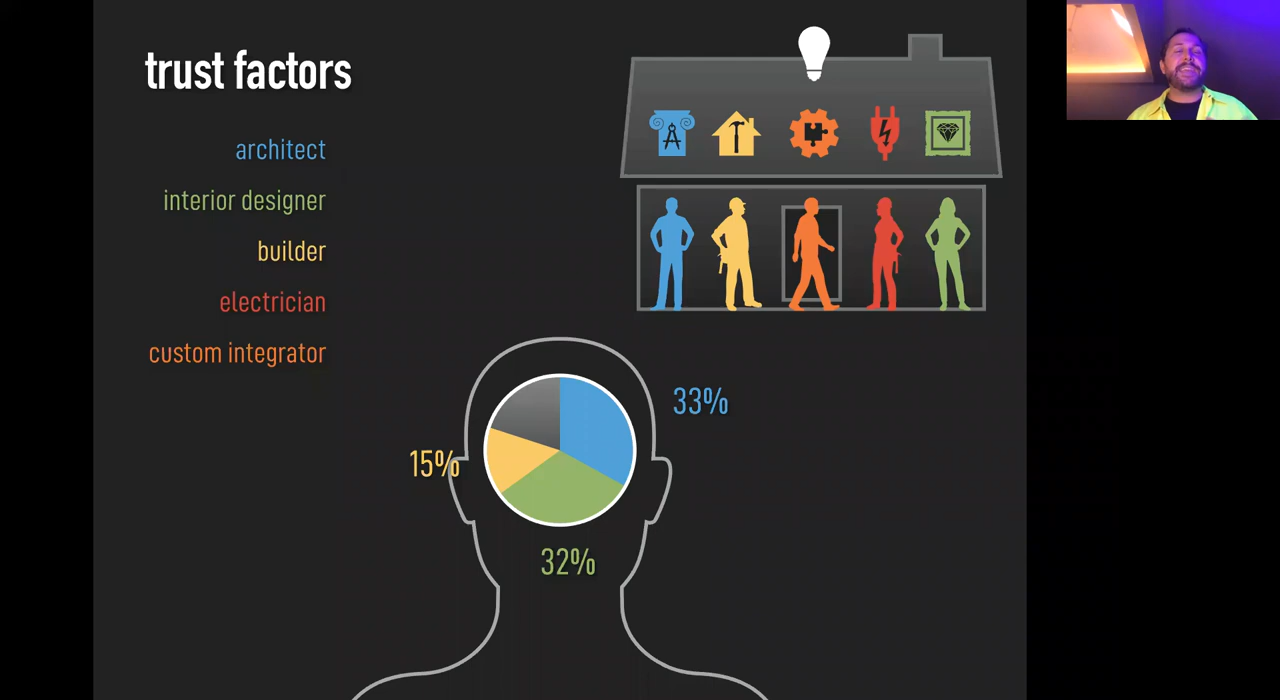 trust factors
architect
interior designer
builder
electrician
custom integrator
33%
15%
32%